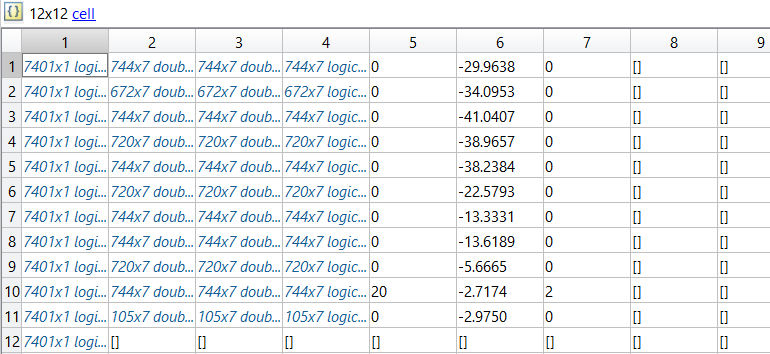 {} 12x12 cell
1 2 3 4 5 6 7 8 9
1 7401x1 logi... 744x7 doub... 744x7 doub... 744x7 logic... 0 -29.9638 0 [] []
2 7401x1 logi... 672x7 doub... 672x7 doub... 672x7 logic... 0 -34.0953 0 [] []
3 7401x1 logi... 744x7 doub... 744x7 doub... 744x7 logic... 0 -41.0407 0 [] []
4 7401x1 logi... 720x7 doub... 720x7 doub... 720x7 logic... 0 -38.9657 0 [] []
5 7401x1 logi... 744x7 doub... 744x7 doub... 744x7 logic... 0 -38.2384 0 [] []
6 7401x1 logi... 720x7 doub... 720x7 doub... 720x7 logic... 0 -22.5793 0 [] []
7 7401x1 logi... 744x7 doub... 744x7 doub... 744x7 logic... 0 -13.3331 0 [] []
8 7401x1 logi... 744x7 doub... 744x7 doub... 744x7 logic... 0 -13.6189 0 [] []
9 7401x1 logi... 720x7 doub... 720x7 doub... 720x7 logic... 0 -5.6665 0 [] []
10 7401x1 logi... 744x7 doub... 744x7 doub... 744x7 logic... 20 -2.7174 2 [] []
11 7401x1 logi... 105x7 doub... 105x7 doub... 105x7 logic... 0 -2.9750 0 [] []
12 7401x1 logi... [] [] [] [] [] [] [] []